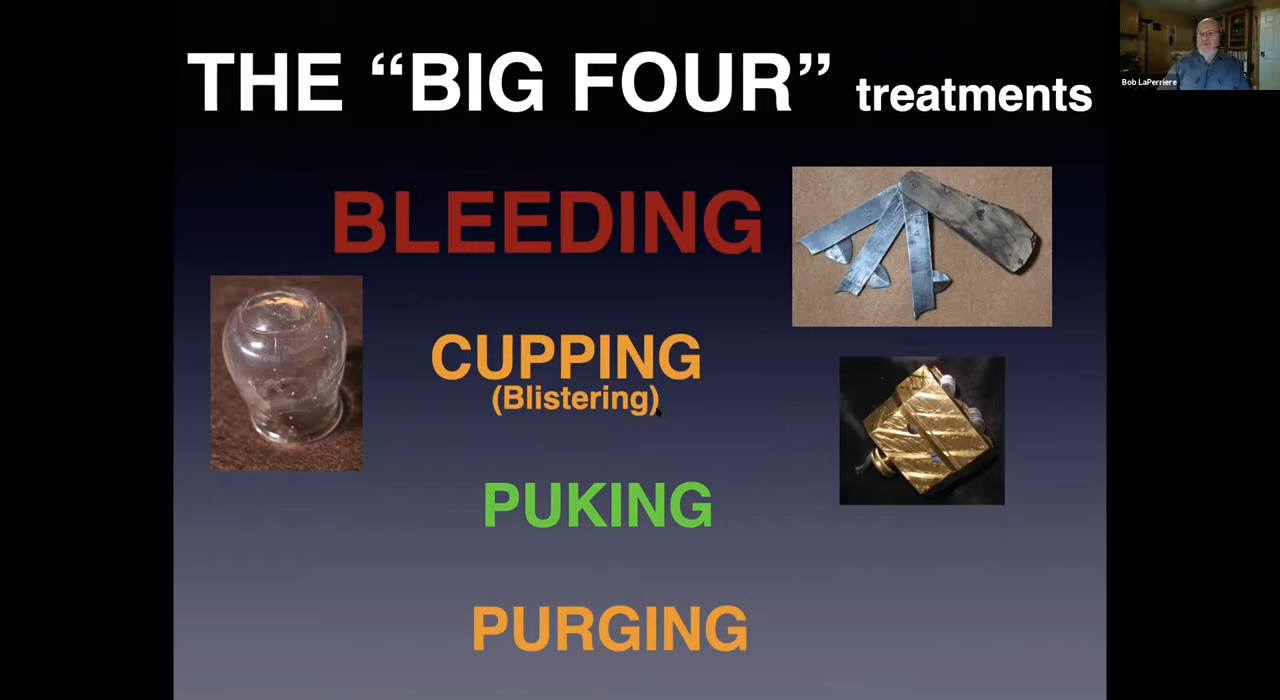 THE “BIG FOUR” treatments
Bob LaPerriere
BLEEDING
CUPPING
(Blistering)
PUKING
PURGING